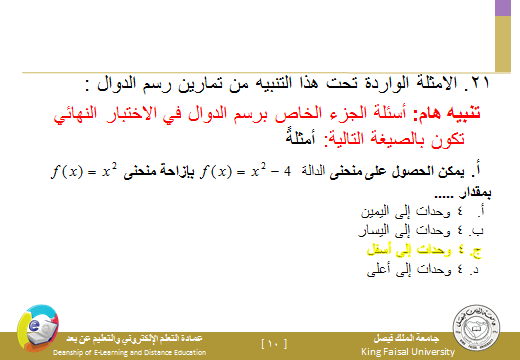 ٢١. الامثلة الواردة تحت هذا التنبيه من تمارين رسم الدوال :
تنبيه هام: أسئلة الجزء الخاص برسم الدوال في الاختبار النهائي
تكون بالصيغة التالية: أمثلةً
أ. يمكن الحصول على منحنى الدالة f(x) = x² − 4 بإزاحة منحنى f(x) = x²
بمقدار .....
أ. ٤ وحدات إلى اليمين
ب. ٤ وحدات إلى اليسار
ج. ٤ وحدات إلى أسفل
د. ٤ وحدات إلى أعلى
جامعة الملك فيصل
King Faisal University
[ ١٠ ]
عمادة التعلم الإلكتروني والتعليم عن بعد
Deanship of E-Learning and Distance Education